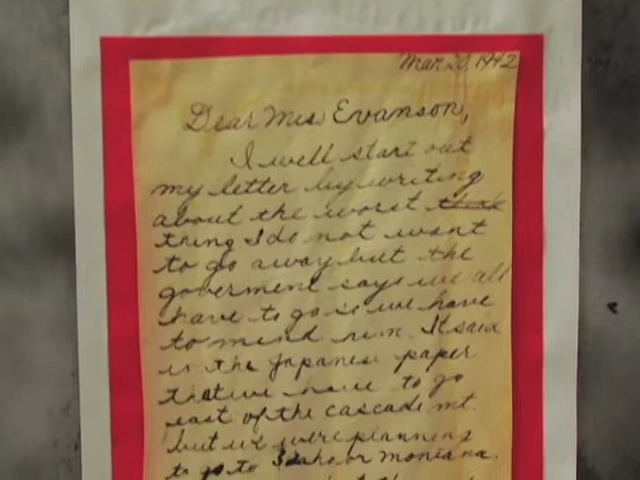 Mar 20, 1942
Dear Miss Evanson,
I well start out
my letter by writing
about the worst think
thing I do not want
to go away but the
goverment says we all
have to go so we have
to mind him. It said
in the Japanese paper
that we have to go
east of the cascade mt.
but we were planning
to go to Idaho or Montana.